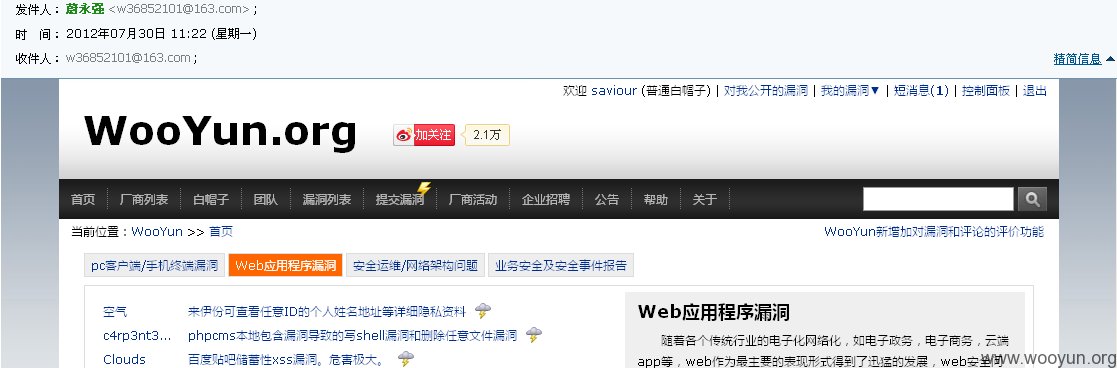 发件人：蔚永强 <w36852101@163.com>;
时 间：2012年07月30日 11:22 (星期一)
收件人：w36852101@163.com;
精简信息
欢迎 saviour (普通白帽子) | 对我公开的漏洞 | 我的漏洞▼ | 短消息(1) | 控制面板 | 退出
WooYun.org
加关注 2.1万
首页 厂商列表 白帽子 团队 漏洞列表 提交漏洞 厂商活动 企业招聘 公告 帮助 关于
当前位置：WooYun >> 首页
WooYun新增加对漏洞和评论的评价功能
pc客户端/手机终端漏洞 Web应用程序漏洞 安全运维/网络架构问题 业务安全及安全事件报告
空气 来伊份可查看任意ID的个人姓名地址等详细隐私资料
c4rp3nt3... phpcms本地包含漏洞导致的写shell漏洞和删除任意文件漏洞
Clouds 百度贴吧储蓄性xss漏洞。危害极大。
Web应用程序漏洞
随着各个传统行业的电子化网络化，如电子政务，电子商务，云端
app等，web作为最主要的表现形式得到了迅猛的发展，web安全问
www.wooyun.org